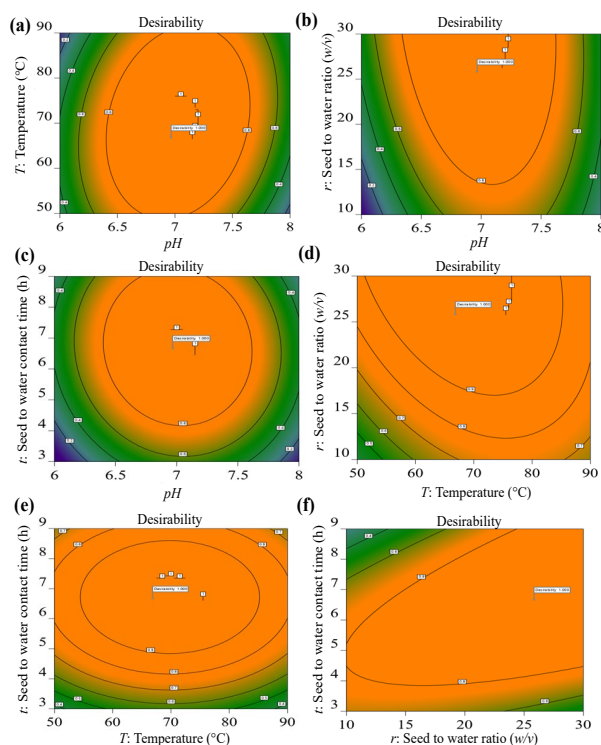 (a)
Desirability
T: Temperature (°C)
90
80
70
60
50
6
6.5
7
7.5
8
pH
Desirability 1.000
(b)
Desirability
r: Seed to water ratio (w/v)
30
25
20
15
10
6
6.5
7
7.5
8
pH
Desirability 1.000
(c)
Desirability
t: Seed to water contact time (h)
9
8
7
6
5
4
3
6
6.5
7
7.5
8
pH
Desirability 1.000
(d)
Desirability
r: Seed to water ratio (w/v)
30
25
20
15
10
50
60
70
80
90
T: Temperature (°C)
Desirability 1.000
(e)
Desirability
t: Seed to water contact time (h)
9
8
7
6
5
4
3
50
60
70
80
90
T: Temperature (°C)
Desirability 1.000
(f)
Desirability
t: Seed to water contact time (h)
9
8
7
6
5
4
3
10
15
20
25
30
r: Seed to water ratio (w/v)
Desirability 1.000